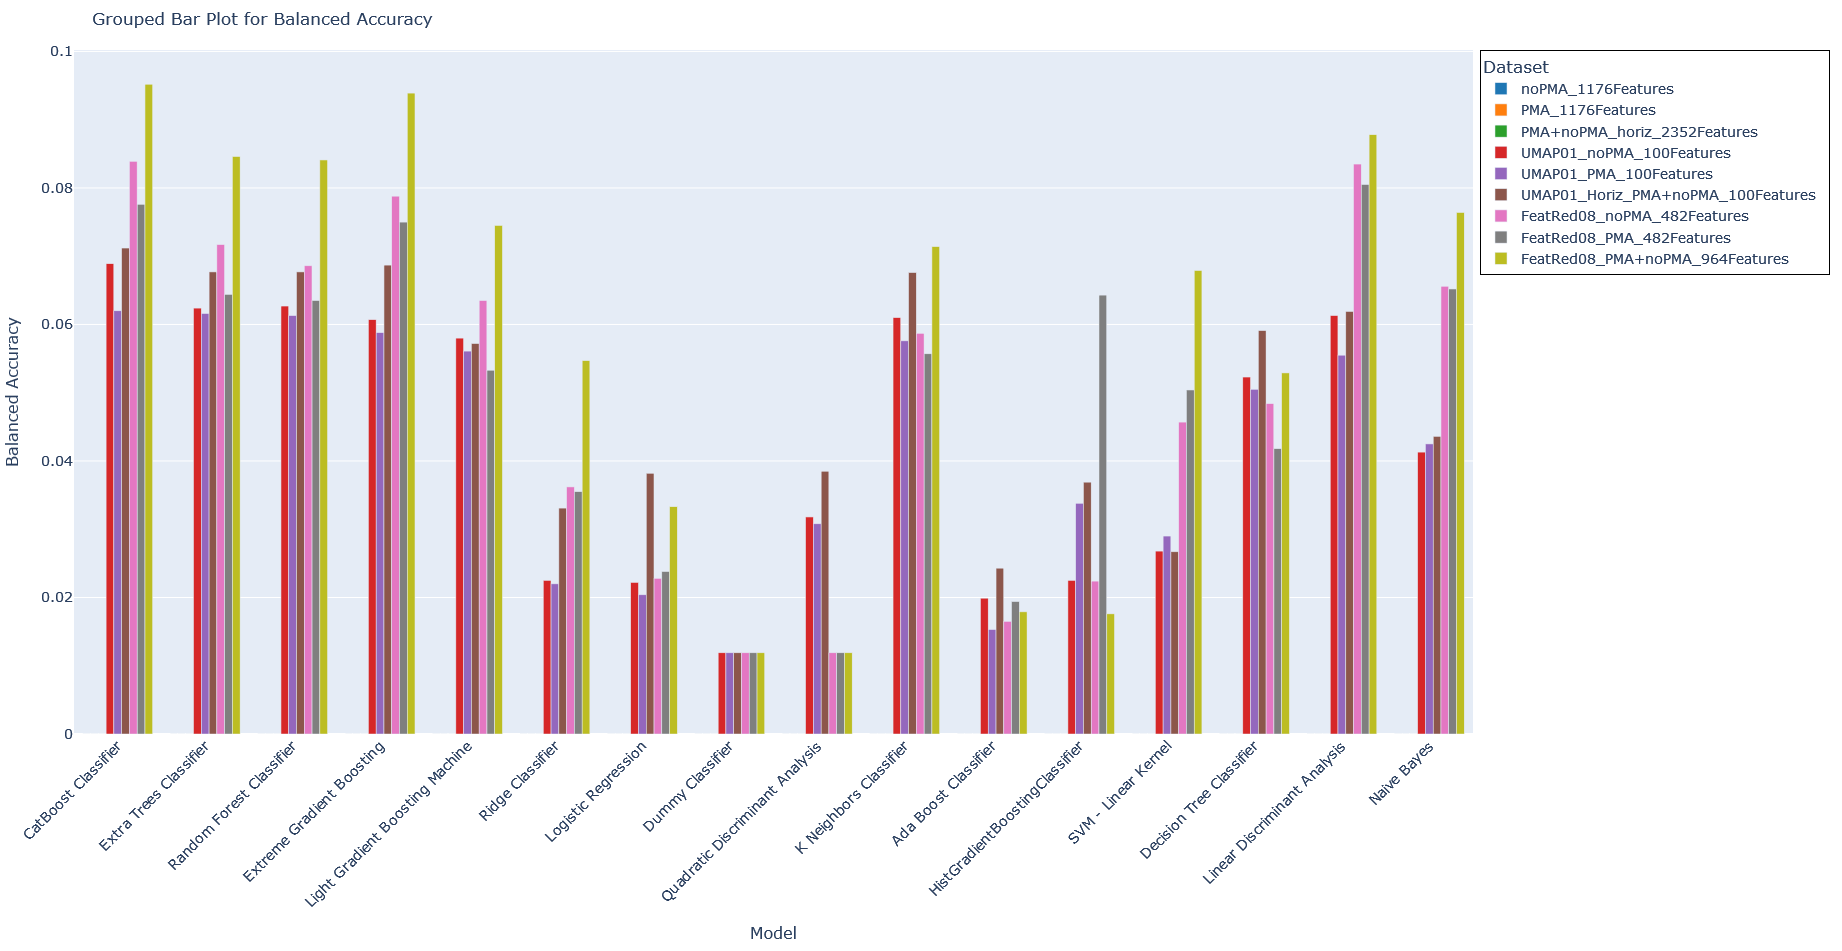 Grouped Bar Plot for Balanced Accuracy
0.1
0.08
0.06
0.04
0.02
0
Balanced Accuracy
CatBoost Classifier
Extra Trees Classifier
Random Forest Classifier
Extreme Gradient Boosting
Light Gradient Boosting Machine
Ridge Classifier
Logistic Regression
Dummy Classifier
Quadratic Discriminant Analysis
K Neighbors Classifier
Ada Boost Classifier
HistGradientBoostingClassifier
SVM - Linear Kernel
Decision Tree Classifier
Linear Discriminant Analysis
Naive Bayes
Model
Dataset
noPMA_1176Features
PMA_1176Features
PMA+noPMA_horiz_2352Features
UMAP01_noPMA_100Features
UMAP01_PMA_100Features
UMAP01_Horiz_PMA+noPMA_100Features
FeatRed08_noPMA_482Features
FeatRed08_PMA_482Features
FeatRed08_PMA+noPMA_964Features